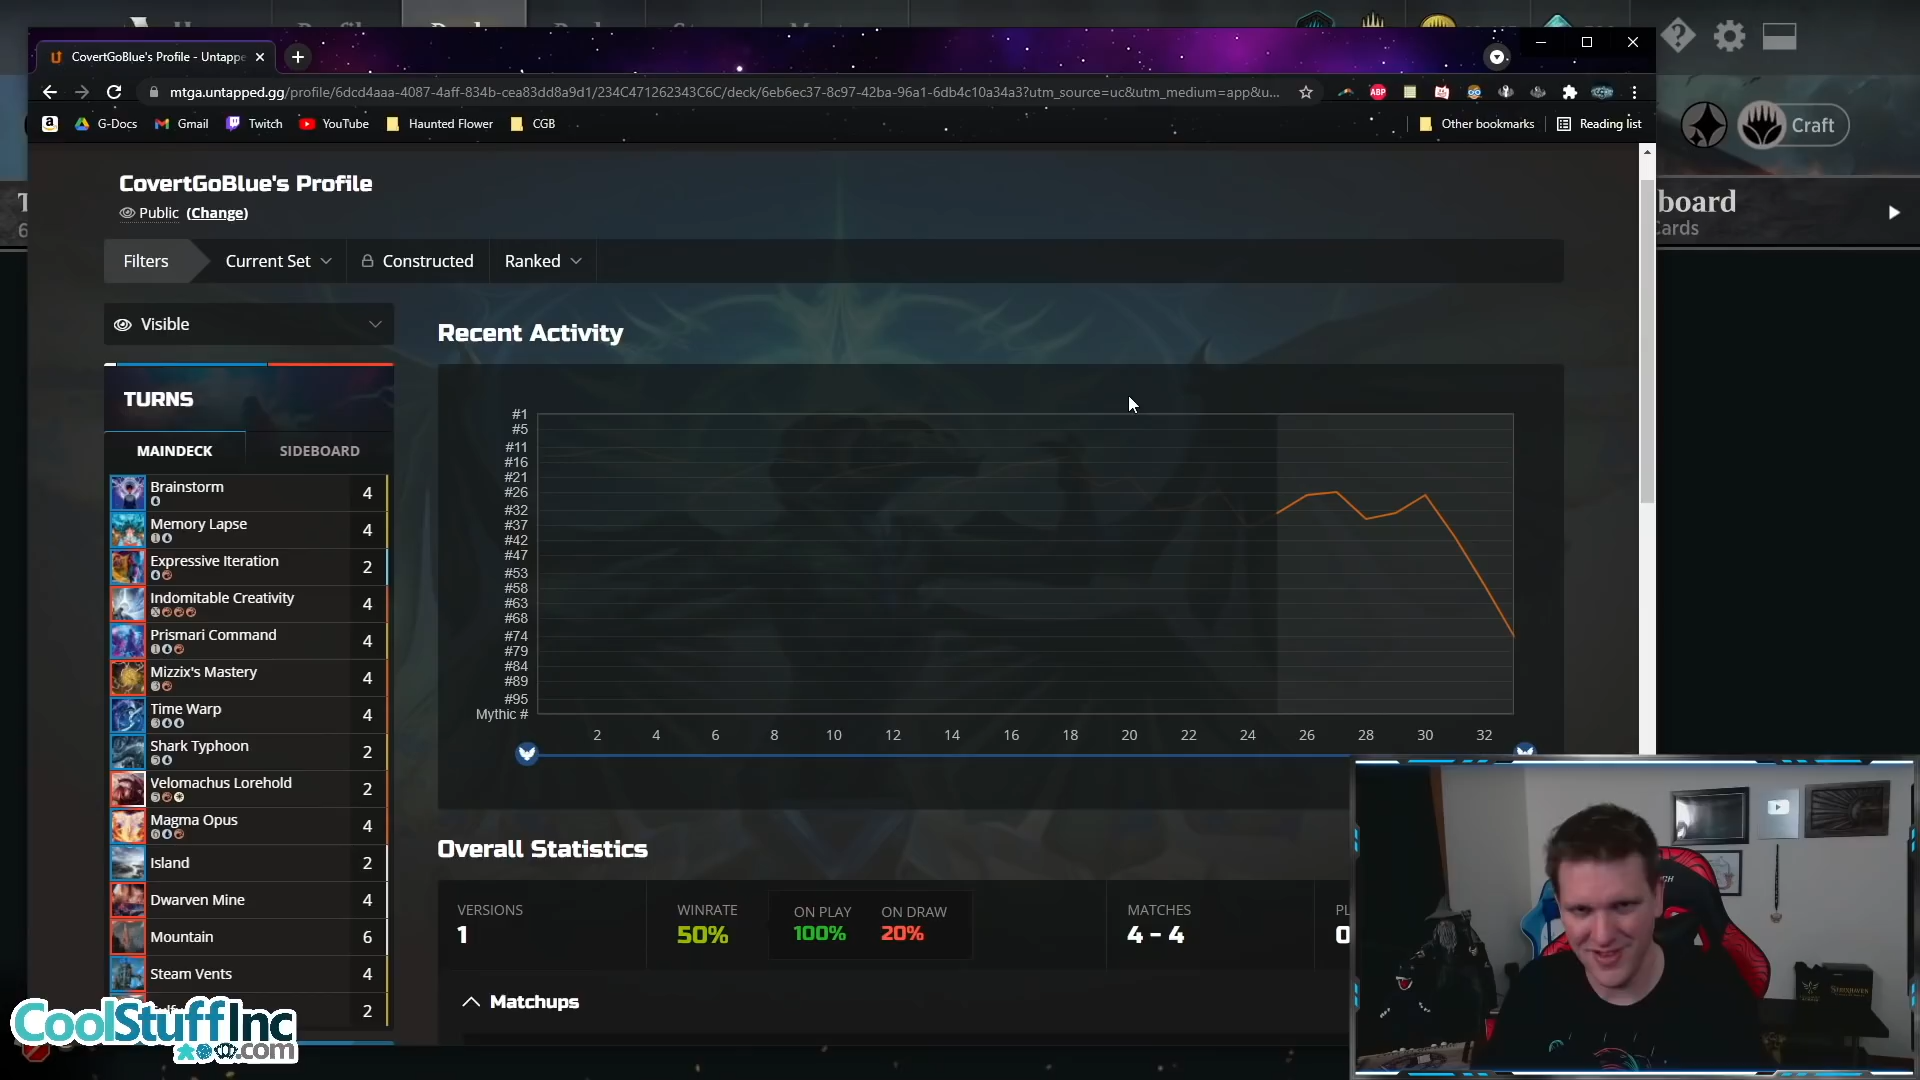 CovertGoBlue's Profile - Untappe
mtga.untapped.gg/profile/6dcd4aaa-4087-4aff-834b-cea83dd8a9d1/234C471262343C6C/deck/6eb6ec37-8c97-42ba-96a1-6db4c10a34a3?utm_source=uc&utm_medium=app&u...
ABP
G-Docs
Gmail
Twitch
YouTube
Haunted Flower
CGB
Other bookmarks
Reading list
Craft
board
Cards
CovertGoBlue's Profile
Public (Change)
Filters
Current Set
Constructed
Ranked
Visible
TURNS
MAINDECK
SIDEBOARD
Brainstorm 4
Memory Lapse 4
Expressive Iteration 2
Indomitable Creativity 4
Prismari Command 4
Mizzix's Mastery 4
Time Warp 4
Shark Typhoon 2
Velomachus Lorehold 2
Magma Opus 4
Island 2
Dwarven Mine 4
Mountain 6
Steam Vents 4
2
Recent Activity
#1
#5
#11
#16
#21
#26
#32
#37
#42
#47
#53
#58
#63
#68
#74
#79
#84
#89
#95
Mythic #
2 4 6 8 10 12 14 16 18 20 22 24 26 28 30 32
Overall Statistics
VERSIONS
1
WINRATE
50%
ON PLAY
100%
ON DRAW
20%
MATCHES
4 - 4
PL
0
Matchups
CoolStuffInc
.com